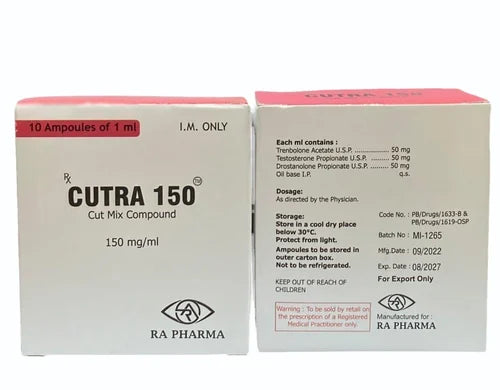 10 Ampoules of 1 ml
I.M. ONLY
Rx
CUTRA 150™
Cut Mix Compound
150 mg/ml
RA PHARMA
CUTRA 150™
Each ml contains :
Trenbolone Acetate U.S.P. .............. 50 mg
Testosterone Propionate U.S.P. ...... 50 mg
Drostanolone Propionate U.S.P. ..... 50 mg
Oil base I.P. q.s.
Dosage:
As directed by the Physician.
Storage:
Store in a cool dry place
below 30°C.
Protect from light.
Ampoules to be stored in
outer carton box.
Not to be refrigerated.
KEEP OUT OF REACH OF
CHILDREN
Warning : To be sold by retail on
the prescription of a Registered
Medical Practitioner only.
Code No. : PB/Drugs/1633-B &
PB/Drugs/1619-OSP
Batch No : MI-1265
Mfg.Date : 09/2022
Exp. Date : 08/2027
For Export Only
Manufactured for :
RA PHARMA